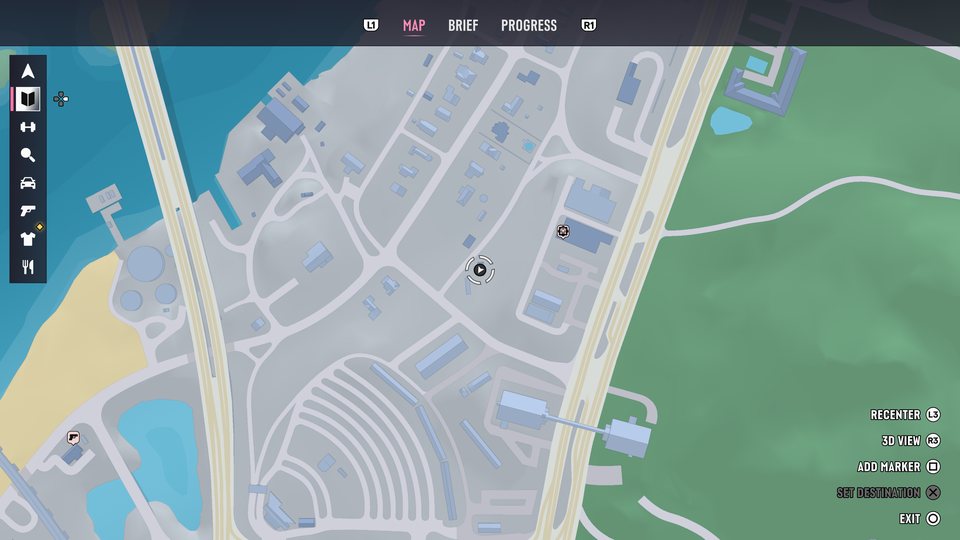 L1 MAP BRIEF PROGRESS R1
RECENTER L3
3D VIEW R3
ADD MARKER
SET DESTINATION
EXIT